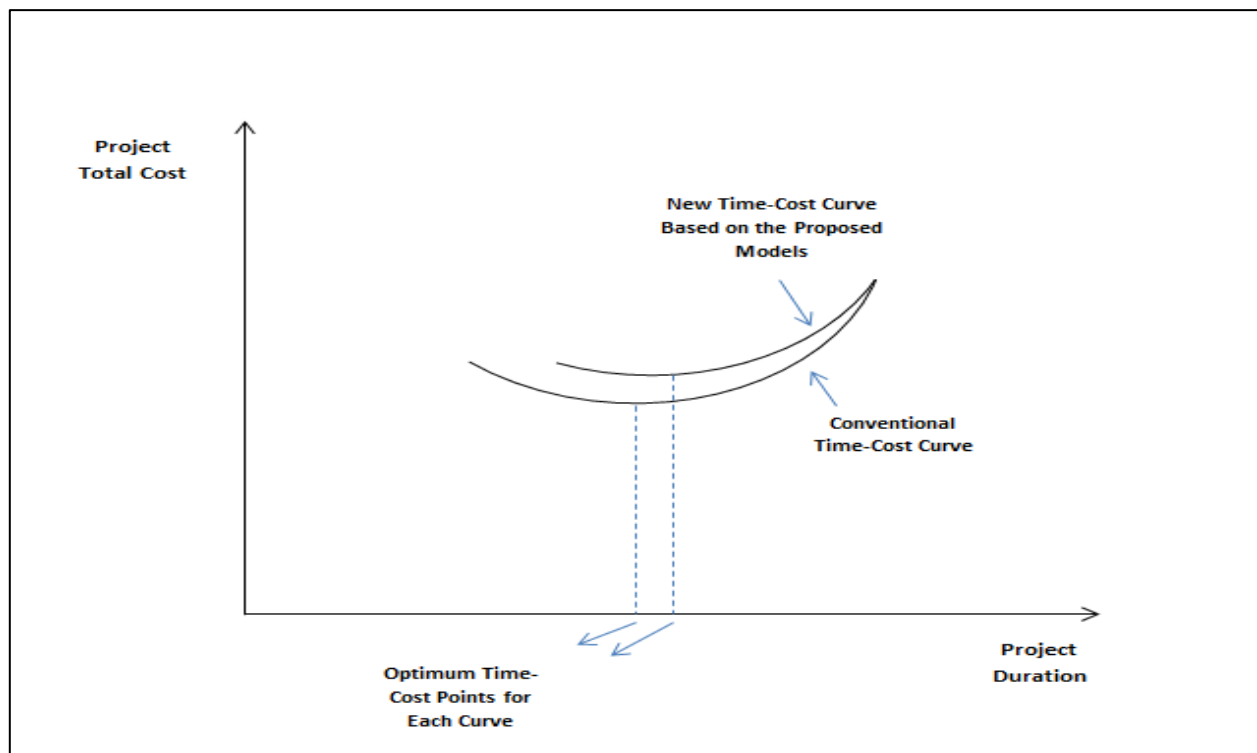 Project
Total Cost
New Time-Cost Curve
Based on the Proposed
Models
Conventional
Time-Cost Curve
Project
Duration
Optimum Time-
Cost Points for
Each Curve